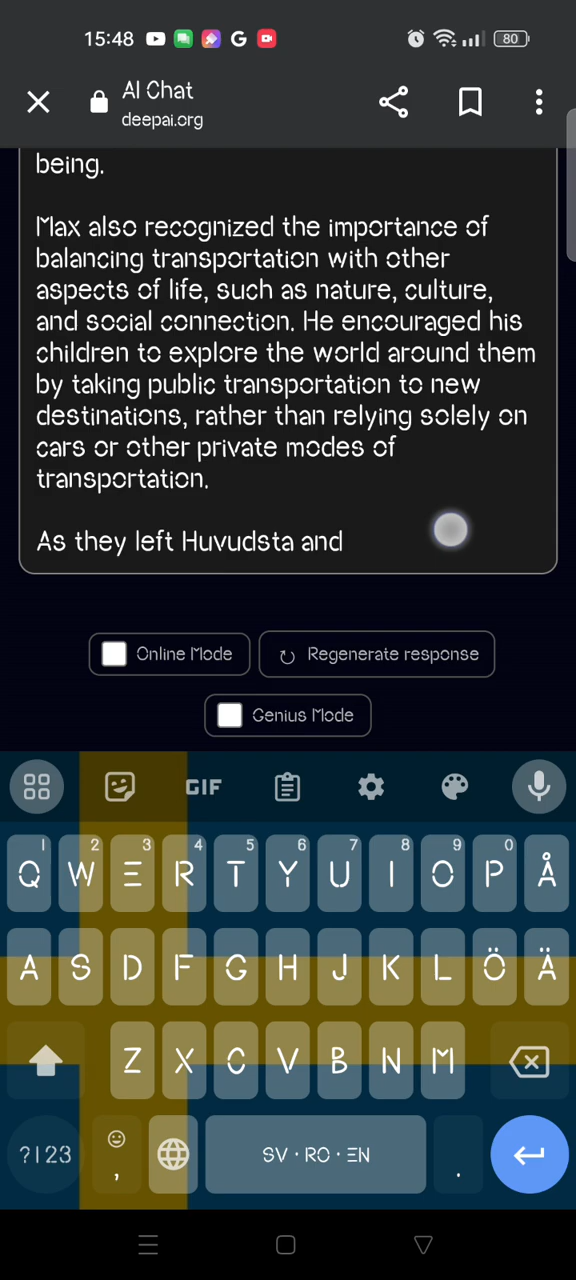 15:48
80
AI Chat
deepai.org
being.
Max also recognized the importance of
balancing transportation with other
aspects of life, such as nature, culture,
and social connection. He encouraged his
children to explore the world around them
by taking public transportation to new
destinations, rather than relying solely on
cars or other private modes of
transportation.
As they left Huvudsta and
Online Mode
Regenerate response
Genius Mode
GIF
1 2 3 4 5 6 7 8 9 0
Q W E R T Y U I O P Å
A S D F G H J K L Ö Ä
Z X C V B N M
?123 , SV · RO · EN .